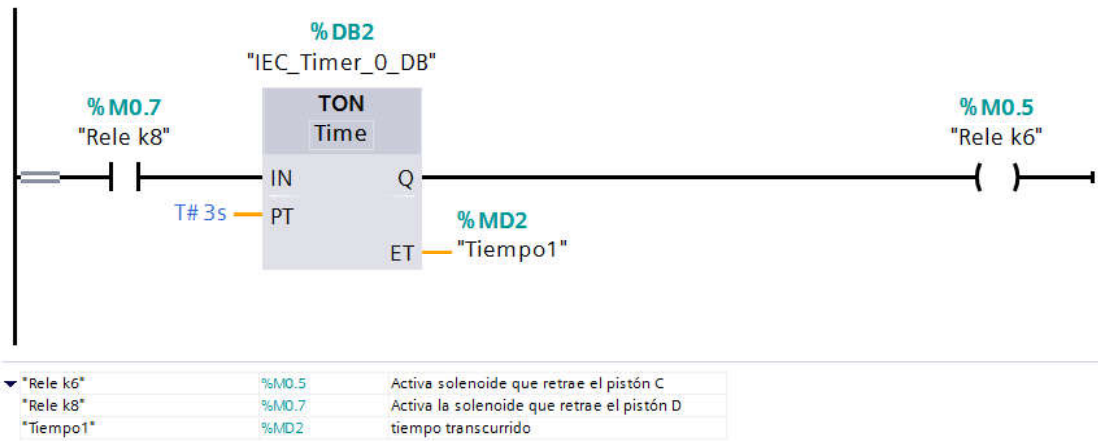 %DB2
"IEC_Timer_0_DB"
%M0.7
"Rele k8"
TON
Time
%M0.5
"Rele k6"
IN
Q
T#3s
PT
%MD2
"Tiempo1"
ET
"Rele k6" %M0.5 Activa solenoide que retrae el pistón C
"Rele k8" %M0.7 Activa la solenoide que retrae el pistón D
"Tiempo1" %MD2 tiempo transcurrido